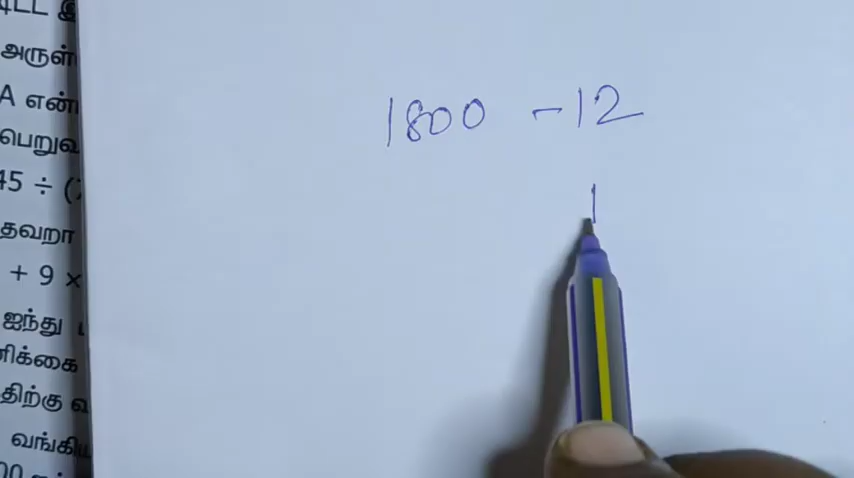 அருள்
A என்
பெறுவ
45 ÷ (
தவறா
+ 9 ×
ஐந்து
திற்கு
வங்கிய
1800 - 12
1